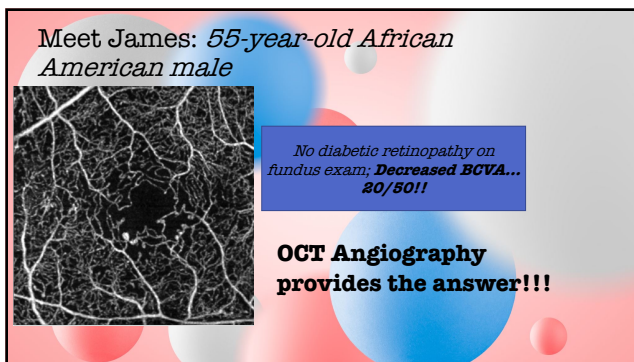 Meet James: 55-year-old African
American male
No diabetic retinopathy on
fundus exam; Decreased BCVA...
20/50!!
OCT Angiography
provides the answer!!!